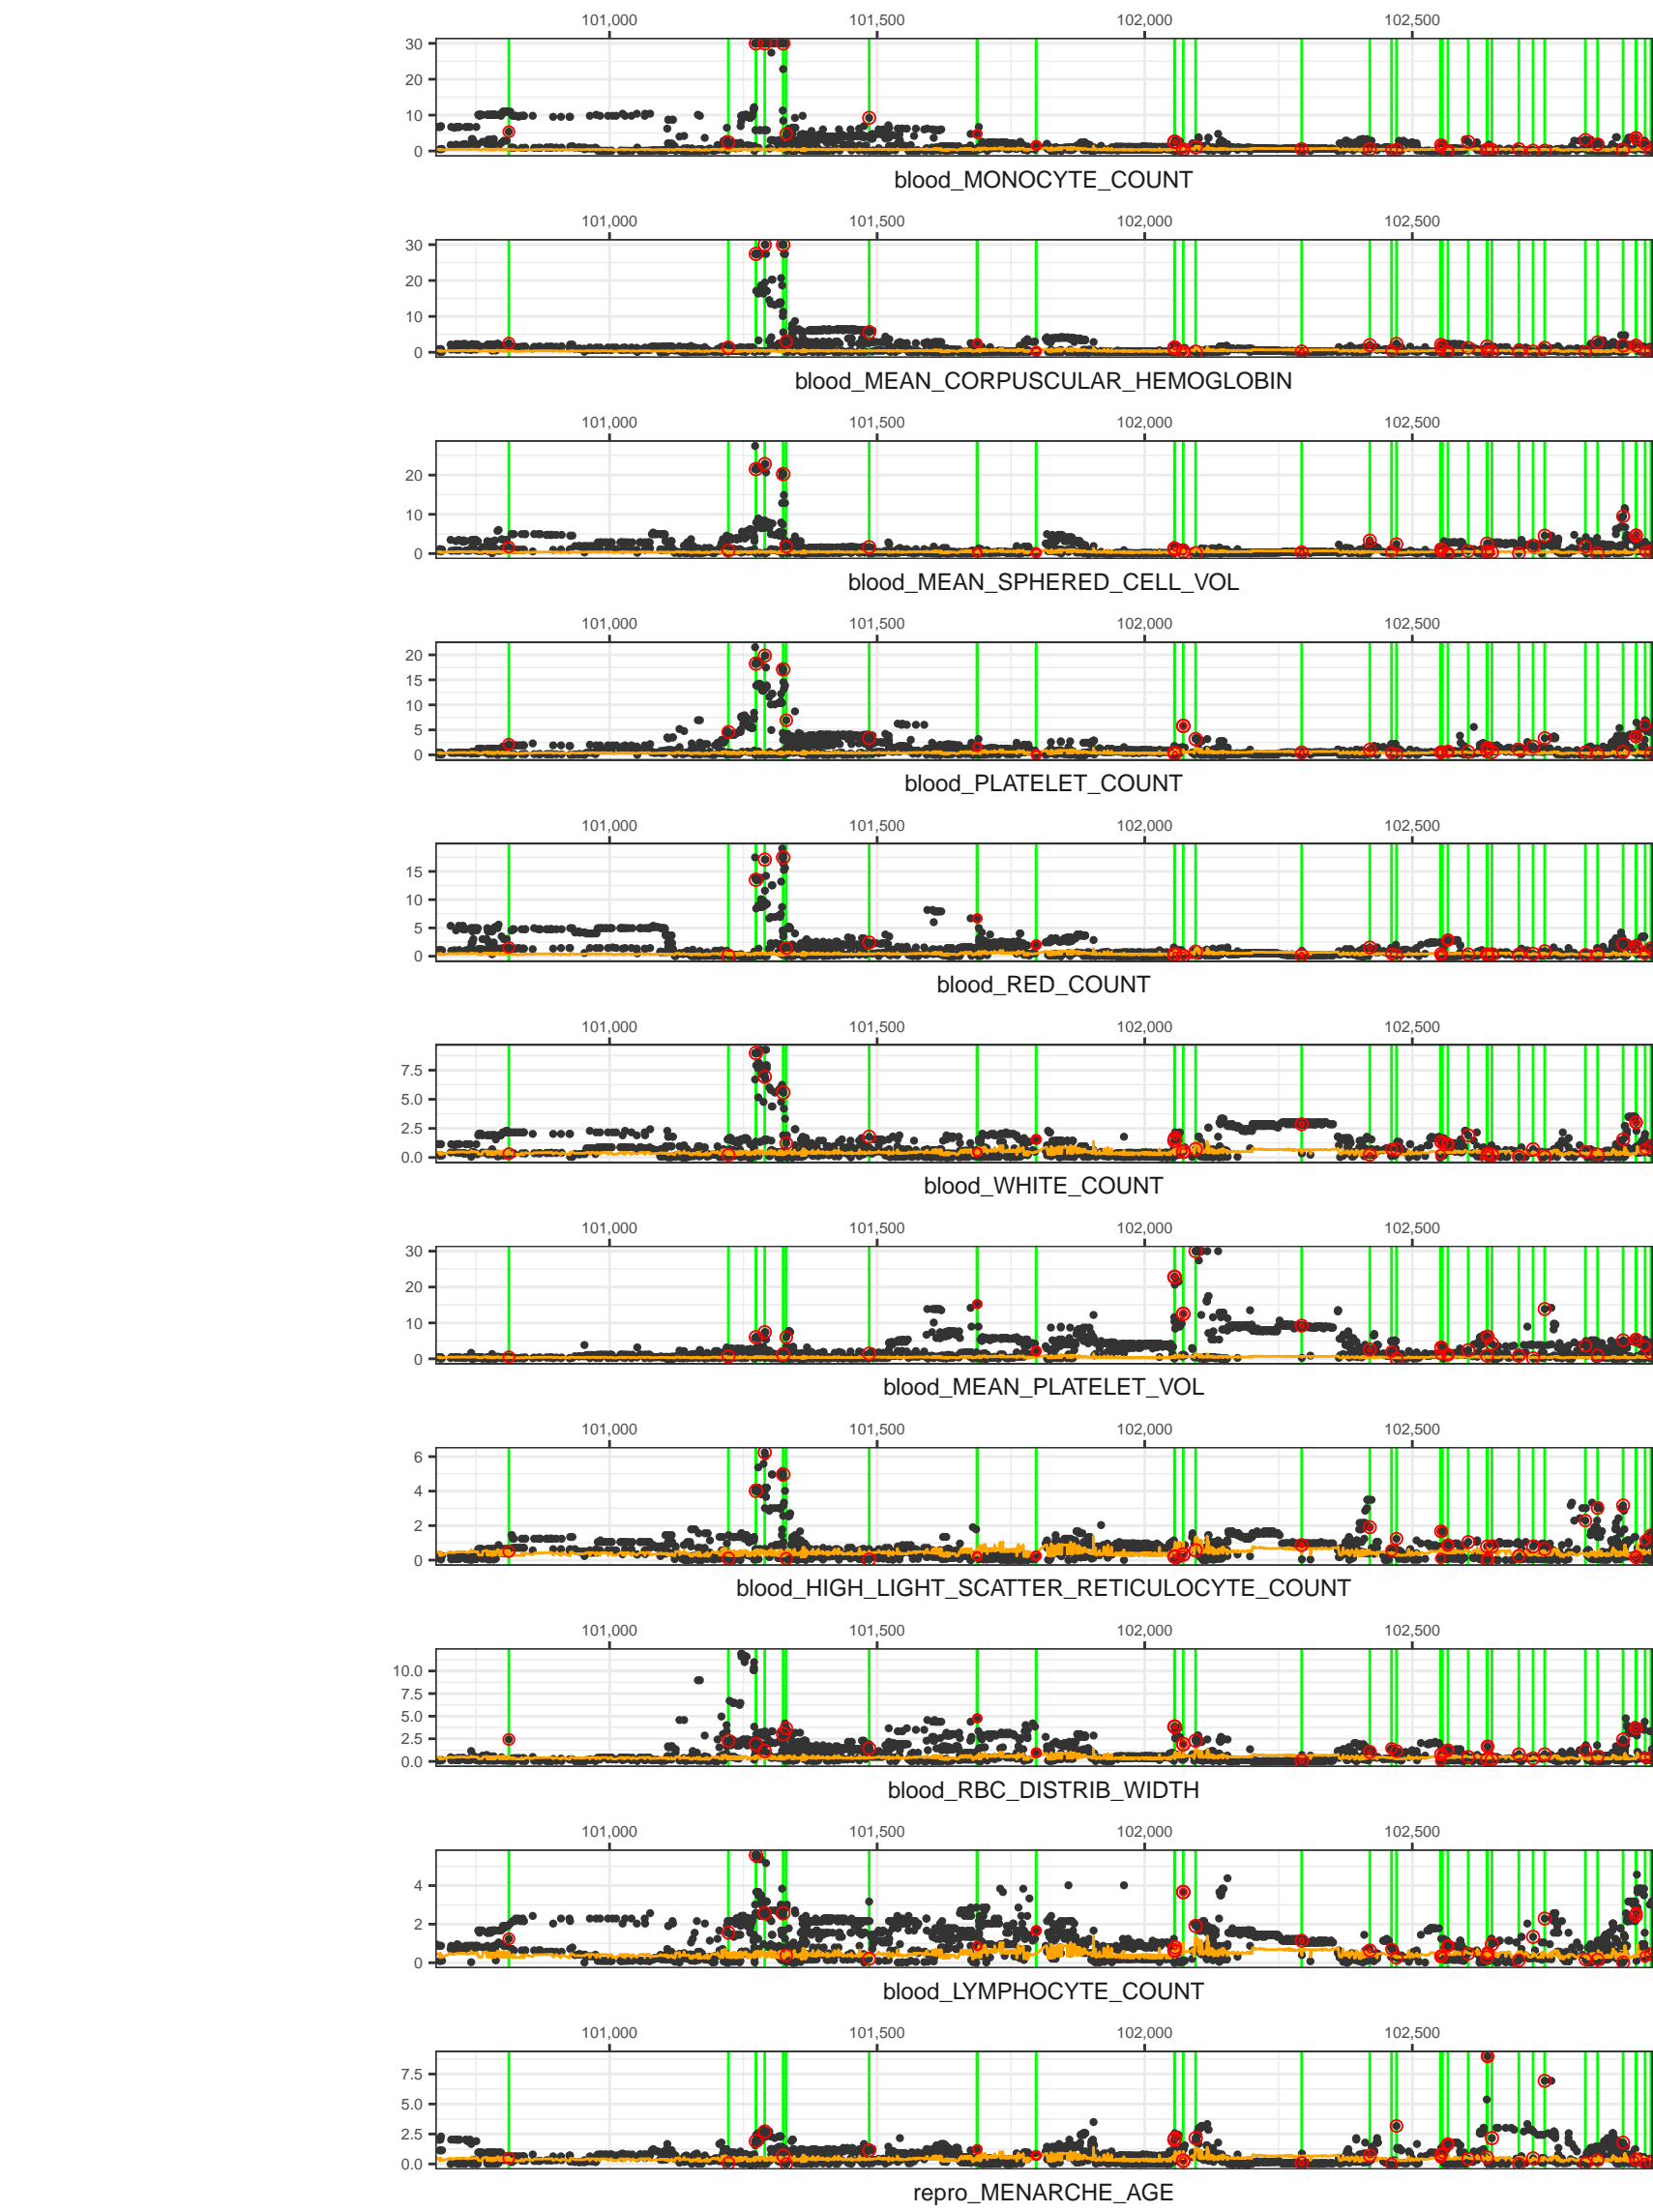 101,000 101,500 102,000 102,500
30
20
10
0
blood_MONOCYTE_COUNT
101,000 101,500 102,000 102,500
30
20
10
0
blood_MEAN_CORPUSCULAR_HEMOGLOBIN
101,000 101,500 102,000 102,500
20
10
0
blood_MEAN_SPHERED_CELL_VOL
101,000 101,500 102,000 102,500
20
15
10
5
0
blood_PLATELET_COUNT
101,000 101,500 102,000 102,500
15
10
5
0
blood_RED_COUNT
101,000 101,500 102,000 102,500
7.5
5.0
2.5
0.0
blood_WHITE_COUNT
101,000 101,500 102,000 102,500
30
20
10
0
blood_MEAN_PLATELET_VOL
101,000 101,500 102,000 102,500
6
4
2
0
blood_HIGH_LIGHT_SCATTER_RETICULOCYTE_COUNT
101,000 101,500 102,000 102,500
10.0
7.5
5.0
2.5
0.0
blood_RBC_DISTRIB_WIDTH
101,000 101,500 102,000 102,500
4
2
0
blood_LYMPHOCYTE_COUNT
101,000 101,500 102,000 102,500
7.5
5.0
2.5
0.0
repro_MENARCHE_AGE